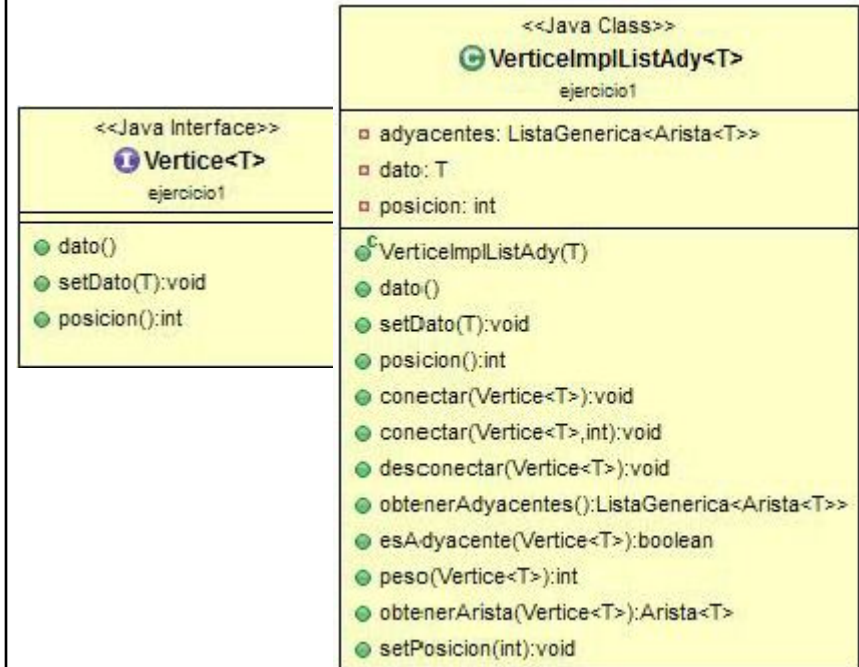 <<Java Interface>>
Vertice<T>
ejercicio1
dato()
setDato(T):void
posicion():int
<<Java Class>>
VerticeImplListAdy<T>
ejercicio1
adyacentes: ListaGenerica<Arista<T>>
dato: T
posicion: int
VerticeImplListAdy(T)
dato()
setDato(T):void
posicion():int
conectar(Vertice<T>):void
conectar(Vertice<T>,int):void
desconectar(Vertice<T>):void
obtenerAdyacentes():ListaGenerica<Arista<T>>
esAdyacente(Vertice<T>):boolean
peso(Vertice<T>):int
obtenerArista(Vertice<T>):Arista<T>
setPosicion(int):void